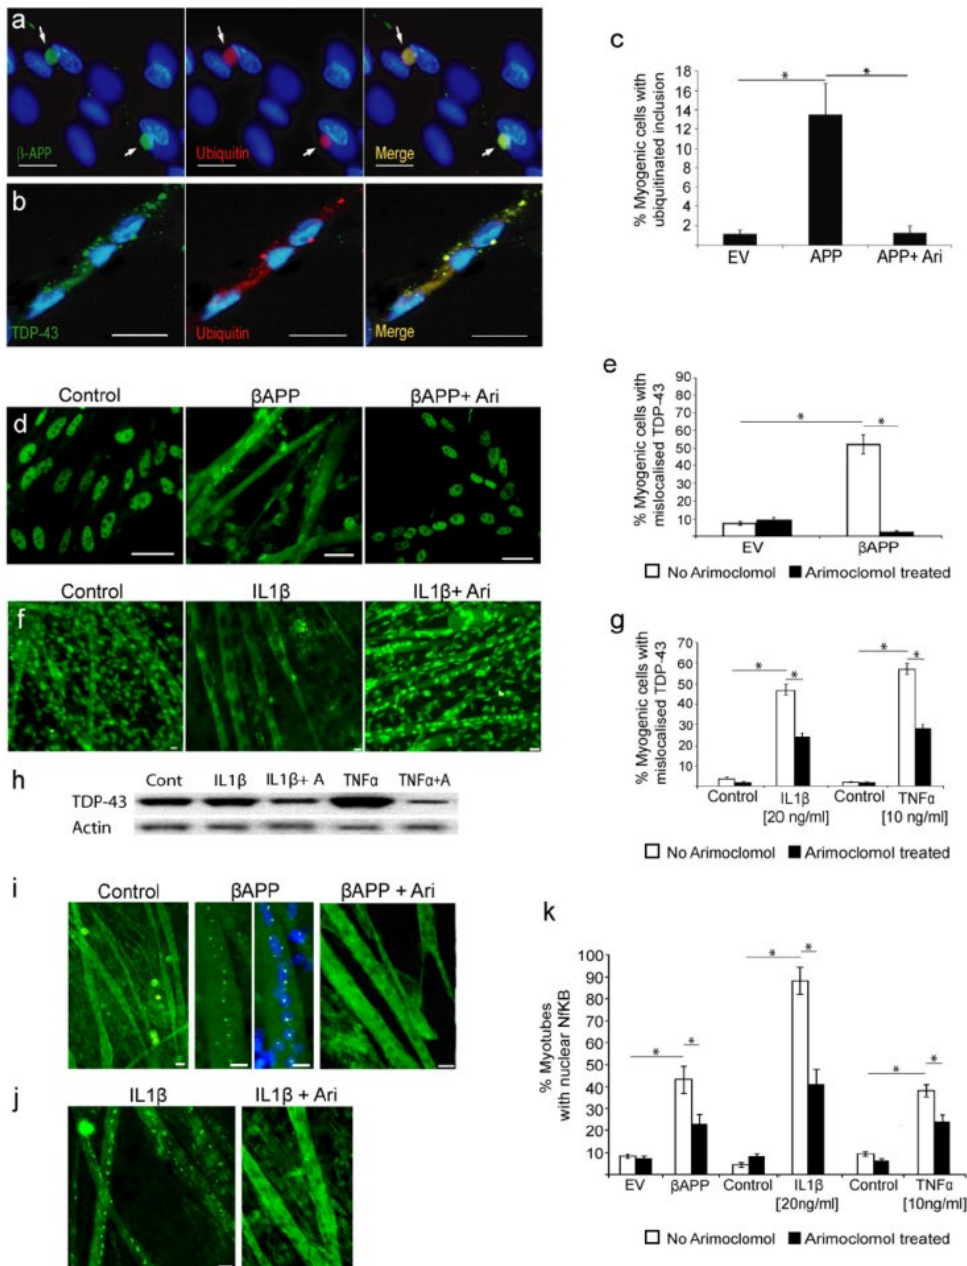 a
β-APP
Ubiquitin
Merge
b
TDP-43
Ubiquitin
Merge
c
% Myogenic cells with
ubiquitinated inclusion
18
16
14
12
10
8
6
4
2
*
*
EV
APP
APP+ Ari
Control
βAPP
βAPP+ Ari
d
e
% Myogenic cells with
mislocalised TDP-43
90
80
70
60
50
40
30
20
10
*
*
EV
βAPP
No Arimoclomol
Arimoclomol treated
Control
IL1β
IL1β+ Ari
f
g
% Myogenic cells with
mislocalised TDP-43
70
60
50
40
30
20
10
*
*
*
*
Control
IL1β
[20 ng/ml]
Control
TNFα
[10 ng/ml]
No Arimoclomol
Arimoclomol treated
h
Cont
IL1β
IL1β+ A
TNFα
TNFα+A
TDP-43
Actin
i
Control
βAPP
βAPP + Ari
j
IL1β
IL1β + Ari
k
% Myotubes
with nuclear NfKB
100
90
80
70
60
50
40
30
20
10
*
*
*
*
*
*
EV
βAPP
Control
IL1β
[20ng/ml]
Control
TNFα
[10ng/ml]
No Arimoclomol
Arimoclomol treated